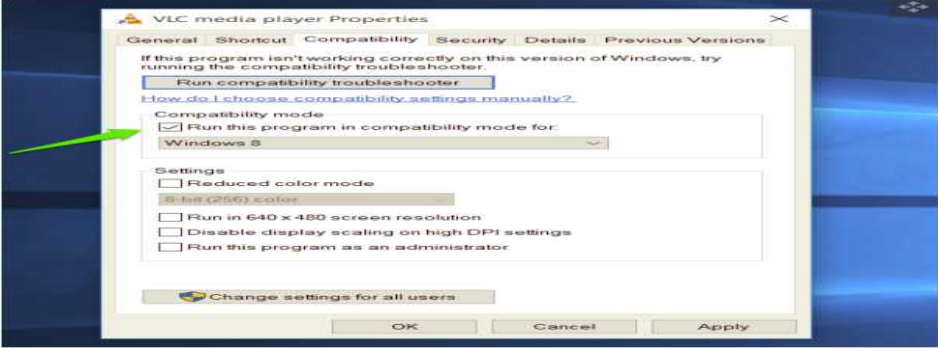 VLC media player Properties
General Shortcut Compatibility Security Details Previous Versions
If this program isn't working correctly on this version of Windows, try
running the compatibility troubleshooter.
Run compatibility troubleshooter
How do I choose compatibility settings manually?
Compatibility mode
Run this program in compatibility mode for:
Windows 8
Settings
Reduced color mode
8-bit (256) color
Run in 640 x 480 screen resolution
Disable display scaling on high DPI settings
Run this program as an administrator
Change settings for all users
OK Cancel Apply